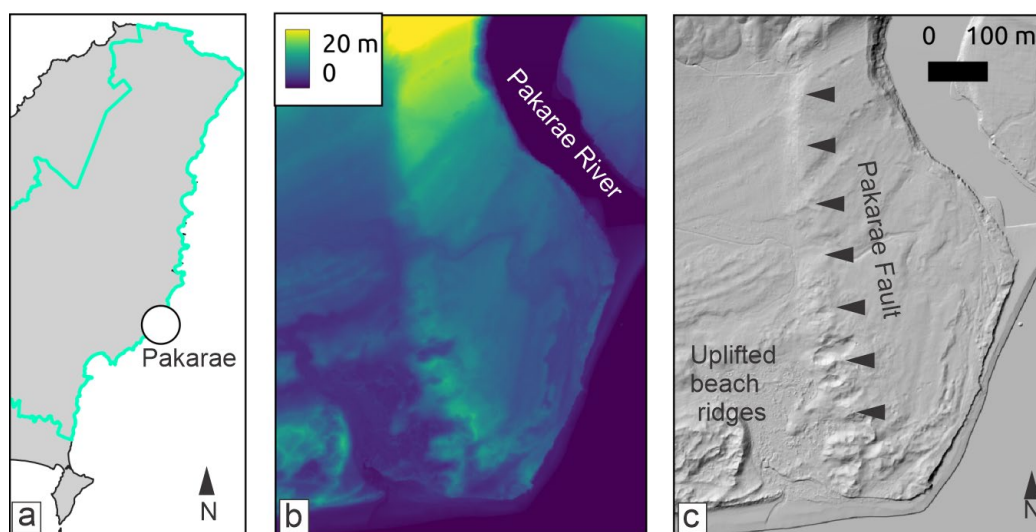 Pakarae
N
a
20 m
0
Pakarae River
b
0 100 m
Pakarae Fault
Uplifted
beach
ridges
N
c